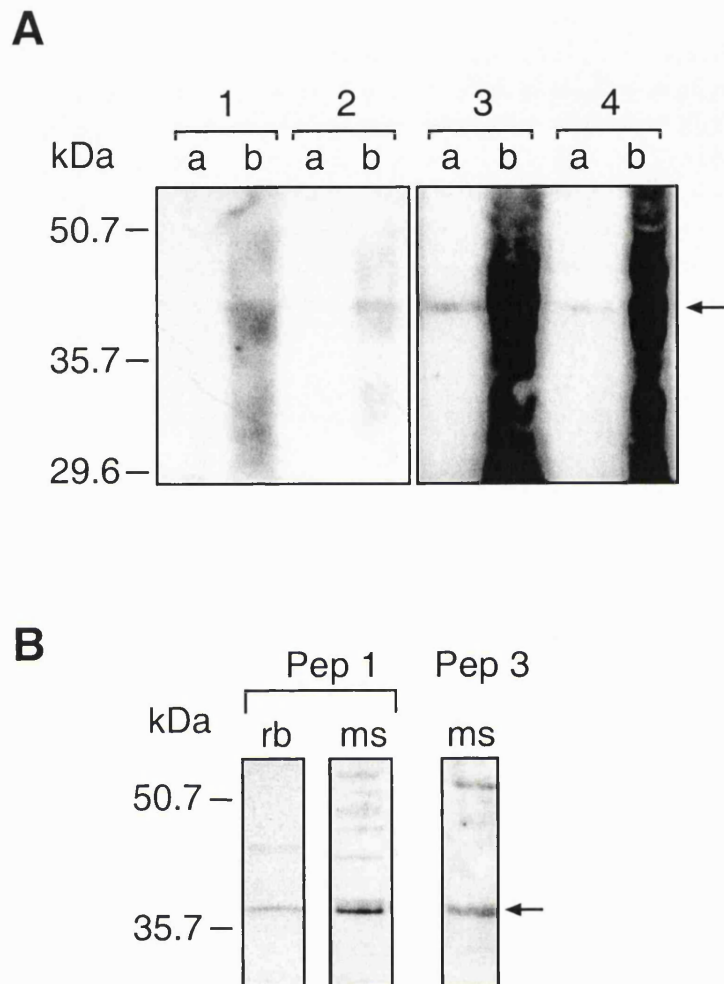 A
1 2 3 4
kDa a b a b a b a b
50.7
35.7
29.6
B
Pep 1 Pep 3
kDa rb ms ms
50.7
35.7